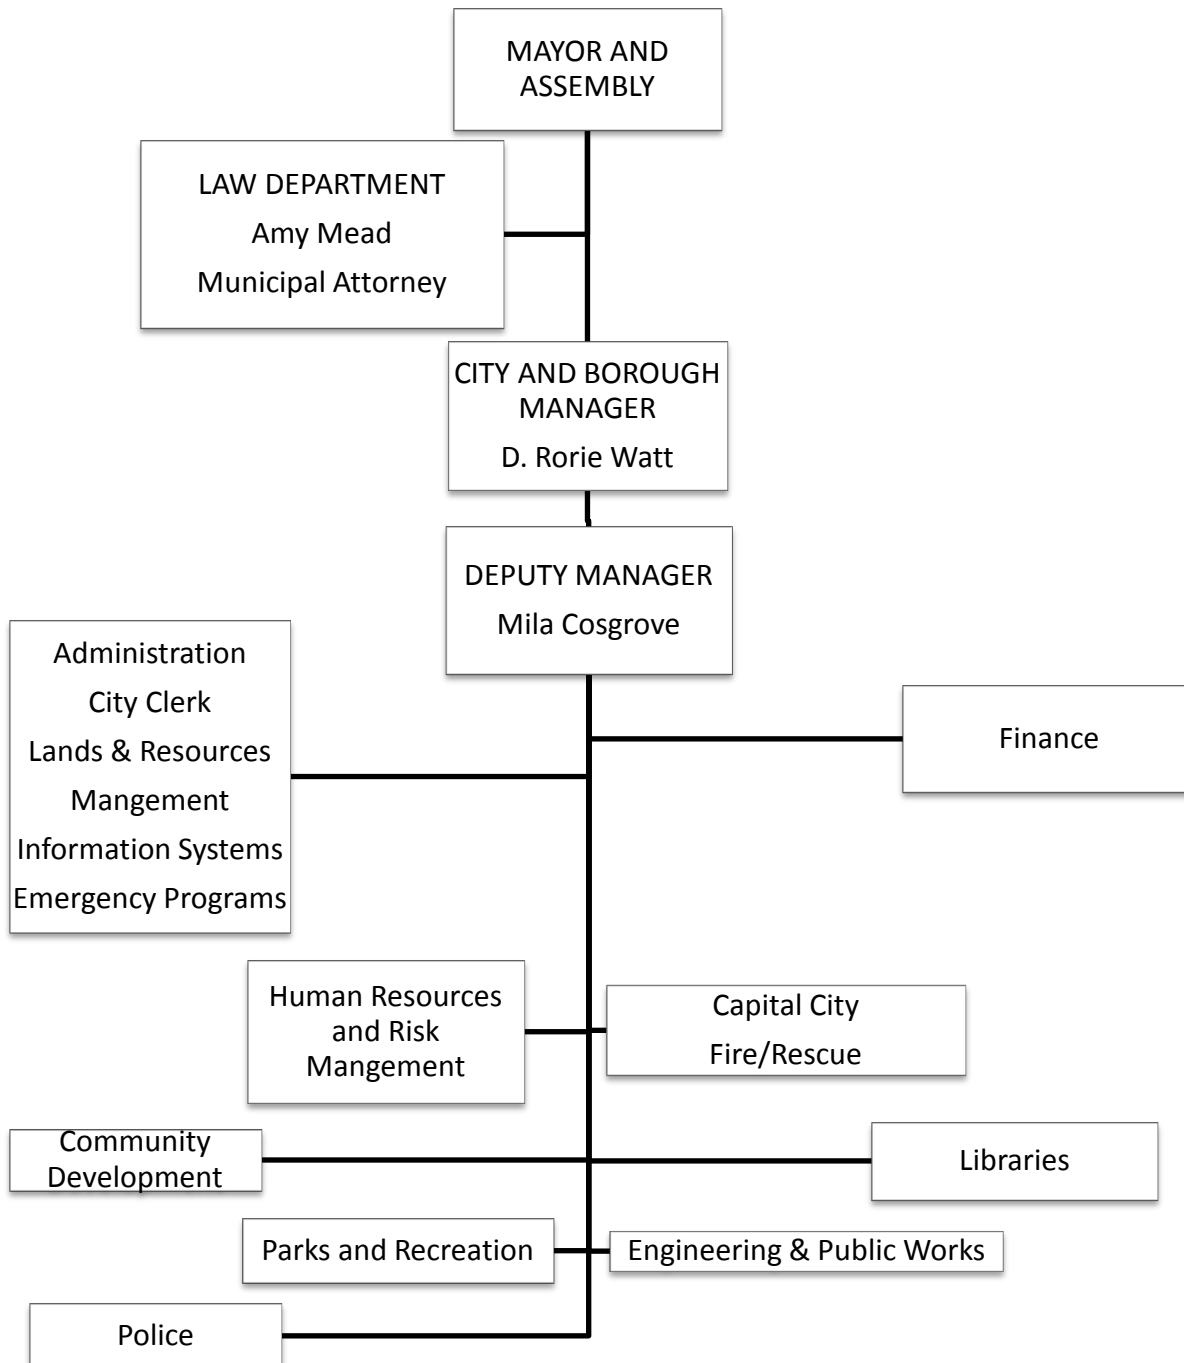 MAYOR AND
ASSEMBLY
LAW DEPARTMENT
Amy Mead
Municipal Attorney
CITY AND BOROUGH
MANAGER
D. Rorie Watt
DEPUTY MANAGER
Mila Cosgrove
Administration
City Clerk
Lands & Resources
Mangement
Information Systems
Emergency Programs
Finance
Human Resources
and Risk
Mangement
Capital City
Fire/Rescue
Community
Development
Libraries
Parks and Recreation
Engineering & Public Works
Police